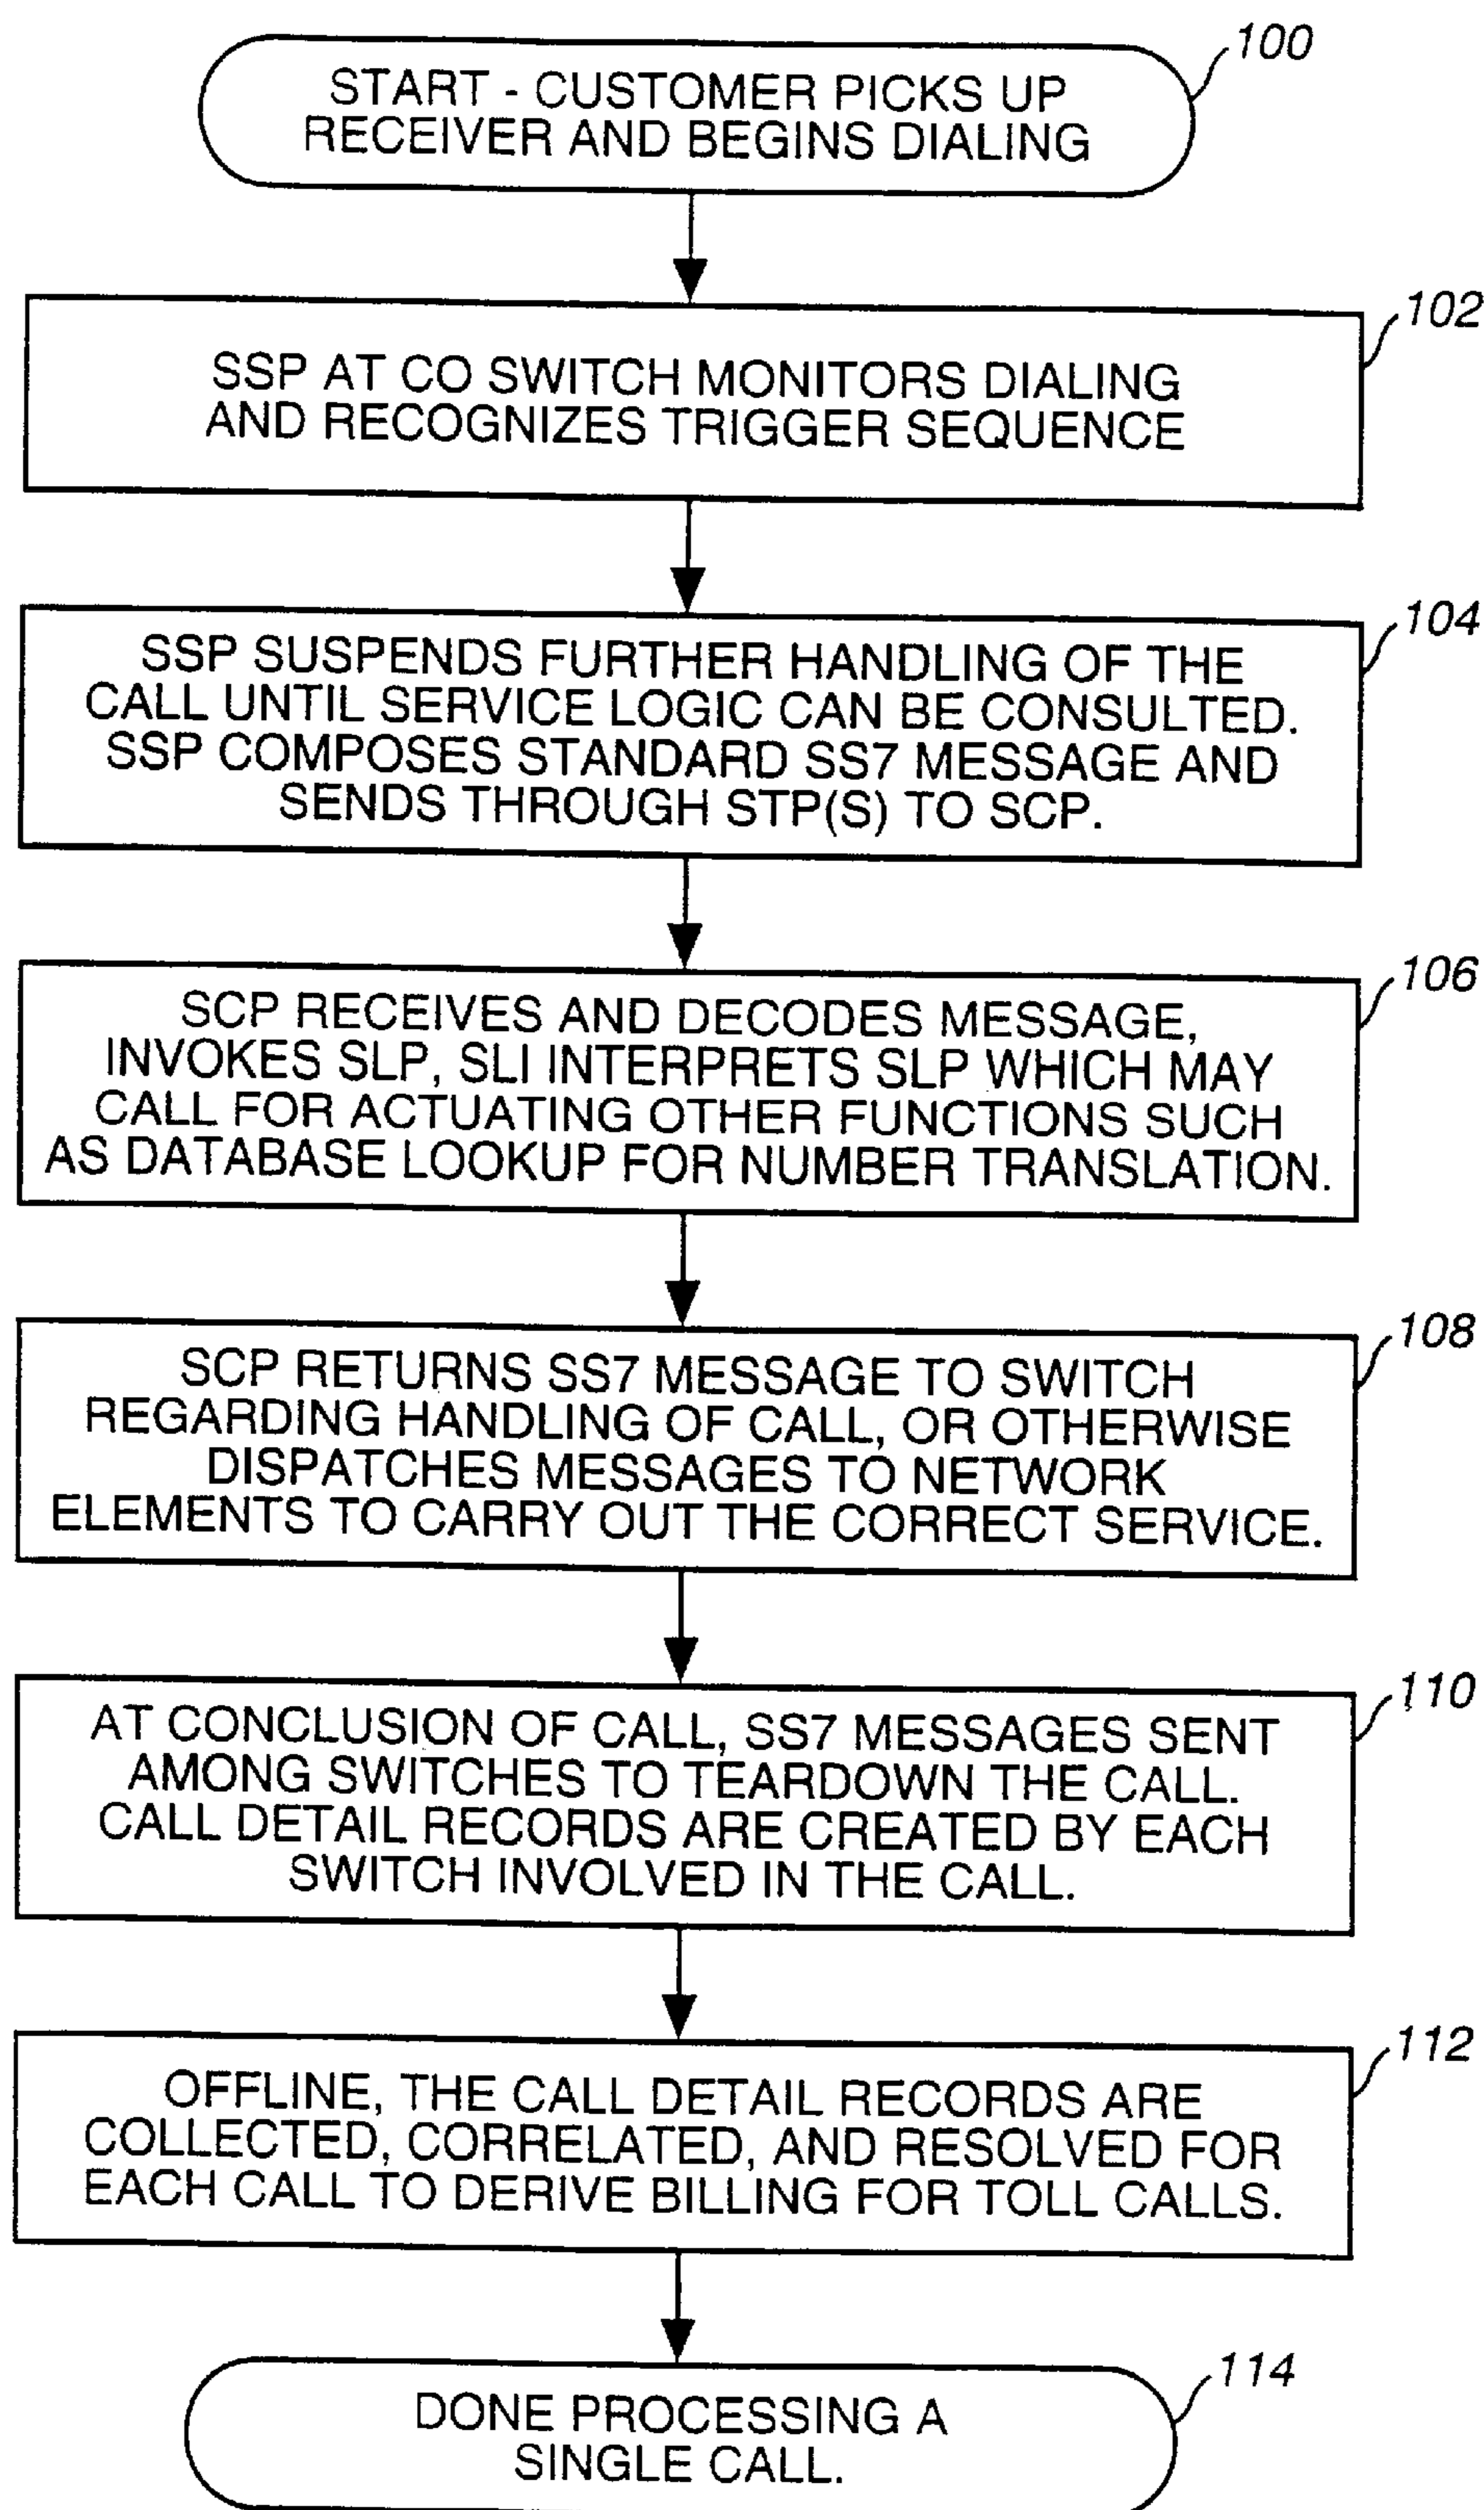 100
START - CUSTOMER PICKS UP
RECEIVER AND BEGINS DIALING
102
SSP AT CO SWITCH MONITORS DIALING
AND RECOGNIZES TRIGGER SEQUENCE
104
SSP SUSPENDS FURTHER HANDLING OF THE
CALL UNTIL SERVICE LOGIC CAN BE CONSULTED.
SSP COMPOSES STANDARD SS7 MESSAGE AND
SENDS THROUGH STP(S) TO SCP.
106
SCP RECEIVES AND DECODES MESSAGE,
INVOKES SLP, SLI INTERPRETS SLP WHICH MAY
CALL FOR ACTUATING OTHER FUNCTIONS SUCH
AS DATABASE LOOKUP FOR NUMBER TRANSLATION.
108
SCP RETURNS SS7 MESSAGE TO SWITCH
REGARDING HANDLING OF CALL, OR OTHERWISE
DISPATCHES MESSAGES TO NETWORK
ELEMENTS TO CARRY OUT THE CORRECT SERVICE.
110
AT CONCLUSION OF CALL, SS7 MESSAGES SENT
AMONG SWITCHES TO TEARDOWN THE CALL.
CALL DETAIL RECORDS ARE CREATED BY EACH
SWITCH INVOLVED IN THE CALL.
112
OFFLINE, THE CALL DETAIL RECORDS ARE
COLLECTED, CORRELATED, AND RESOLVED FOR
EACH CALL TO DERIVE BILLING FOR TOLL CALLS.
114
DONE PROCESSING A
SINGLE CALL.